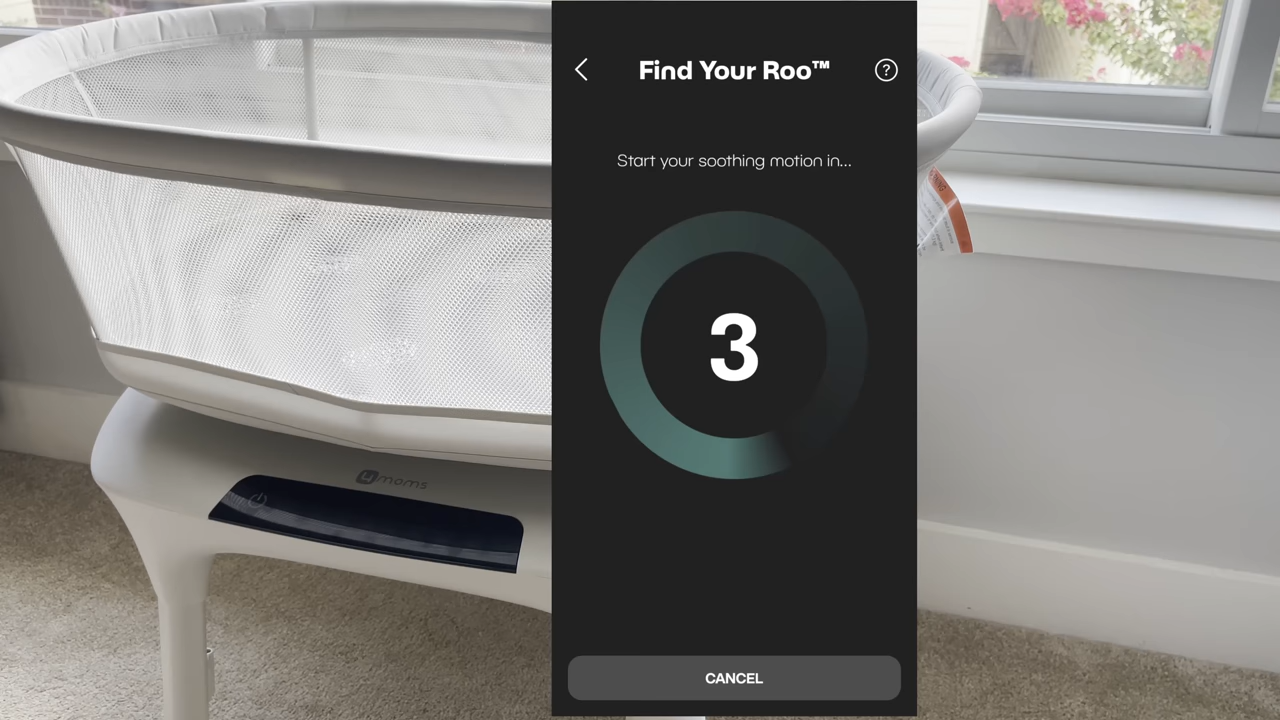 Find Your Roo™
?
Start your soothing motion in...
3
CANCEL
4moms